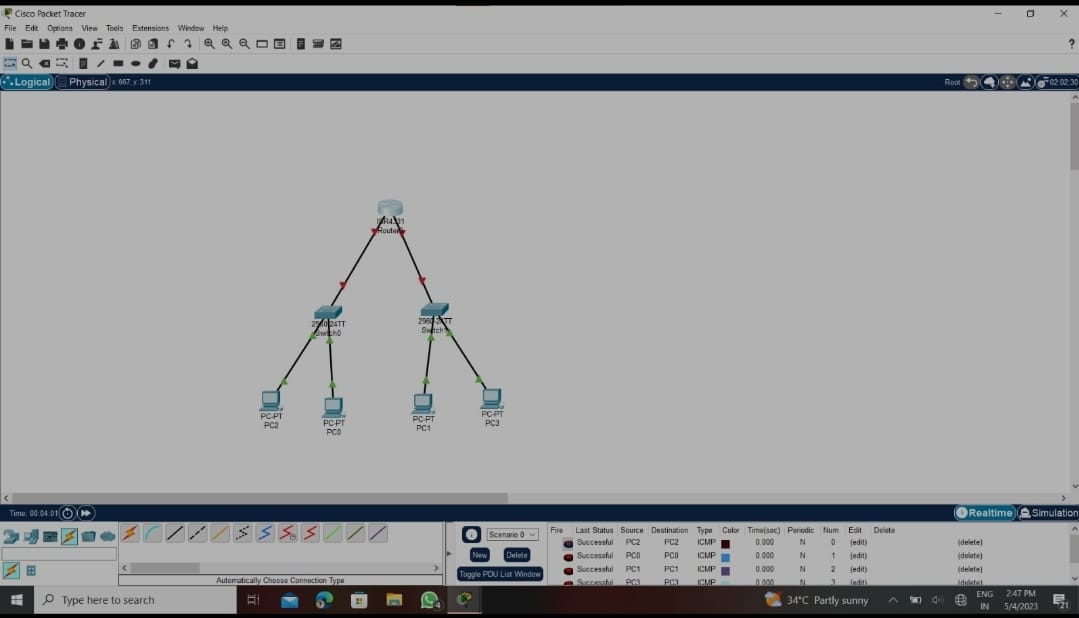 Cisco Packet Tracer
File Edit Options View Tools Extensions Window Help
?
Logical Physical x: 667, y: 311 Root 02:02:30
ISR4331
2960-24TT
Switch0
2960-24TT
PC-PT
PC2
PC-PT
PC0
PC-PT
PC1
PC-PT
PC3
Time: 00:04:01 Realtime Simulation
Automatically Choose Connection Type
Scenario 0
New Delete
Toggle PDU List Window
Fire Last Status Source Destination Type Color Time(sec) Periodic Num Edit Delete
Successful PC2 PC2 ICMP 0.000 N 0 (edit) (delete)
Successful PC0 PC0 ICMP 0.000 N 1 (edit) (delete)
Successful PC1 PC1 ICMP 0.000 N 2 (edit) (delete)
Successful PC3 PC3 ICMP 0.000 N 3 (edit) (delete)
Type here to search
4
34°C Partly sunny
ENG
IN
2:47 PM
5/4/2023
21